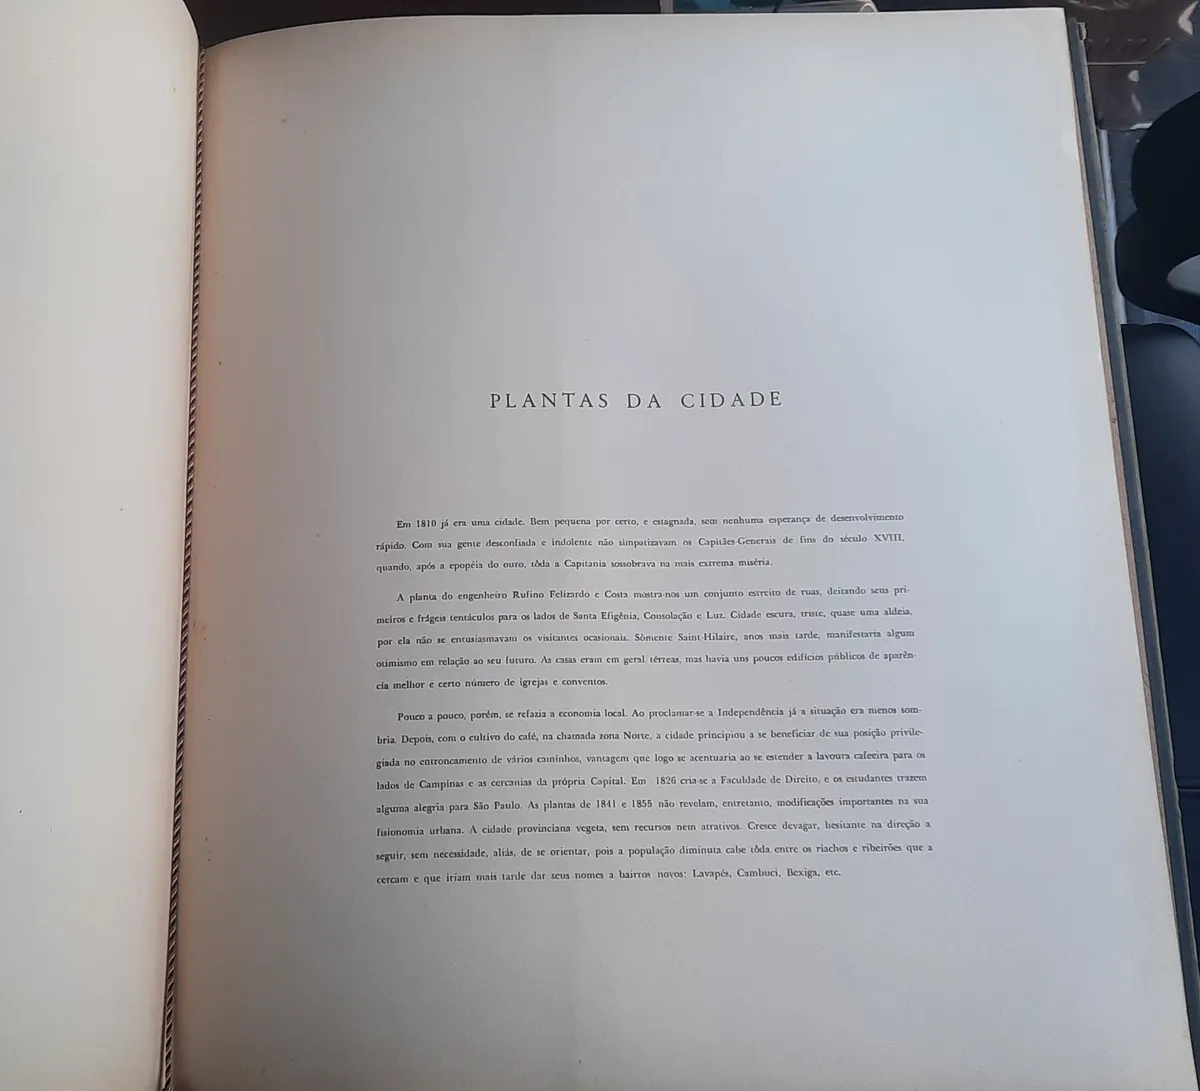 PLANTAS DA CIDADE
Em 1810 já era uma cidade. Bem pequena por certo, e estagnada, sem nenhuma esperança de desenvolvimento
rápido. Com sua gente desconfiada e indolente não simpatizavam os Capitães-Generais de fins do século XVIII,
quando, após a epopéia do ouro, tôda a Capitania sossobrava na mais extrema miséria.
A planta do engenheiro Rufino Felizardo e Costa mostra-nos um conjunto estreito de ruas, deitando seus pri-
meiros e frágeis tentáculos para os lados de Santa Efigênia, Consolação e Luz. Cidade escura, triste, quase uma aldeia,
por ela não se entusiasmavam os visitantes ocasionais. Sòmente Saint-Hilaire, anos mais tarde, manifestaria algum
otimismo em relação ao seu futuro. As casas eram em geral térreas, mas havia uns poucos edifícios públicos de aparên-
cia melhor e certo número de igrejas e conventos.
Pouco a pouco, porém, se refazia a economia local. Ao proclamar-se a Independência já a situação era menos som-
bria. Depois, com o cultivo do café, na chamada zona Norte, a cidade principiou a se beneficiar de sua posição privile-
giada no entroncamento de vários caminhos, vantagem que logo se acentuaria ao se estender a lavoura cafeeira para os
lados de Campinas e as cercanias da própria Capital. Em 1826 cria-se a Faculdade de Direito, e os estudantes trazem
alguma alegria para São Paulo. As plantas de 1841 e 1855 não revelam, entretanto, modificações importantes na sua
fisionomia urbana. A cidade provinciana vegeta, sem recursos nem atrativos. Cresce devagar, hesitante na direção a
seguir, sem necessidade, aliás, de se orientar, pois a população diminuta cabe tôda entre os riachos e ribeirões que a
cercam e que iriam mais tarde dar seus nomes a bairros novos: Lavapés, Cambuci, Bexiga, etc.